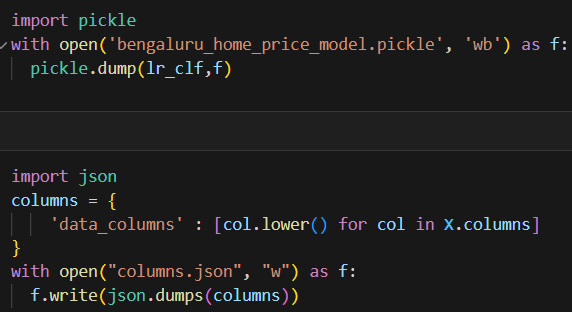 import pickle
with open('bengaluru_home_price_model.pickle', 'wb') as f:
    pickle.dump(lr_clf,f)
import json
columns = {
    'data_columns' : [col.lower() for col in X.columns]
}
with open("columns.json", "w") as f:
    f.write(json.dumps(columns))